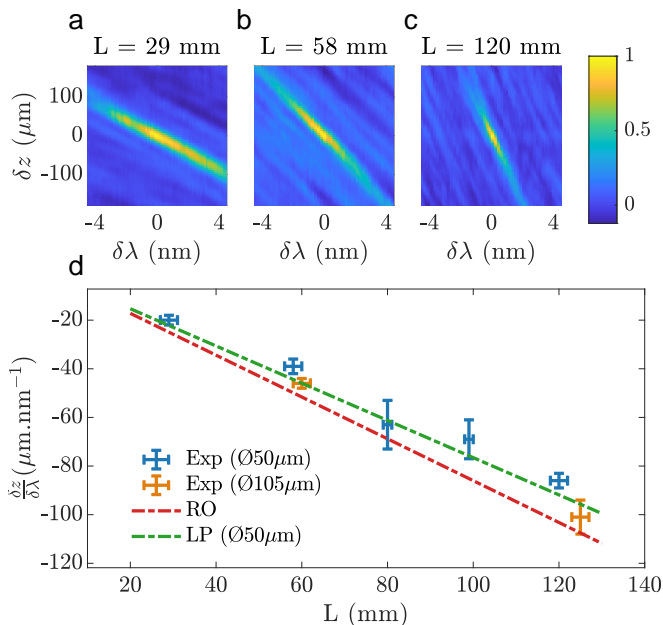 a
b
c
L = 29 mm
L = 58 mm
L = 120 mm
100
0
-100
δz (μm)
-4 0 4
-4 0 4
-4 0 4
δλ (nm)
δλ (nm)
δλ (nm)
1
0.5
0
d
-20
-40
-60
-80
-100
-120
δz/δλ (μm.nm⁻¹)
Exp (Ø50μm)
Exp (Ø105μm)
RO
LP (Ø50μm)
20 40 60 80 100 120 140
L (mm)